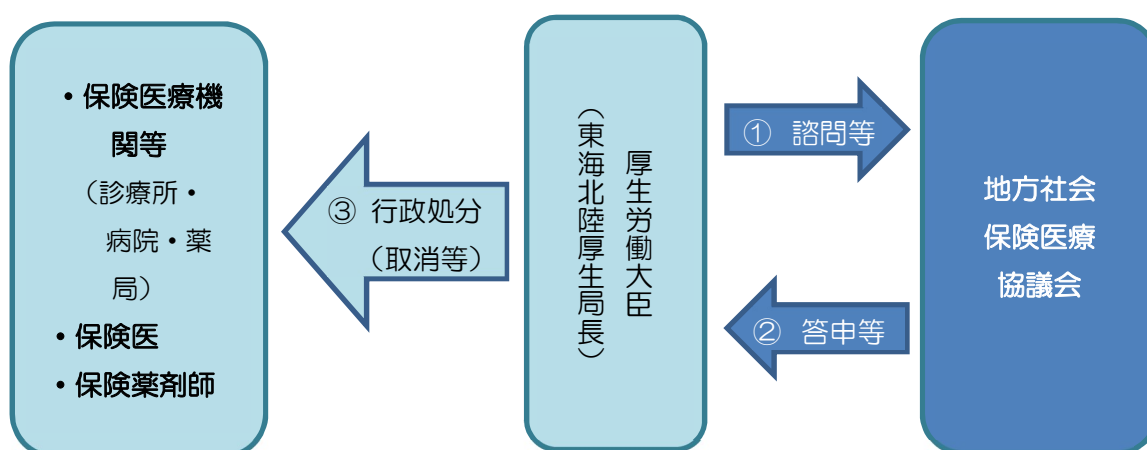 ・保険医療機
関等
（診療所・
病院・薬
局）
・保険医
・保険薬剤師
③ 行政処分
（取消等）
厚生労働大臣
（東海北陸厚生局長）
① 諮問等
② 答申等
地方社会
保険医療
協議会